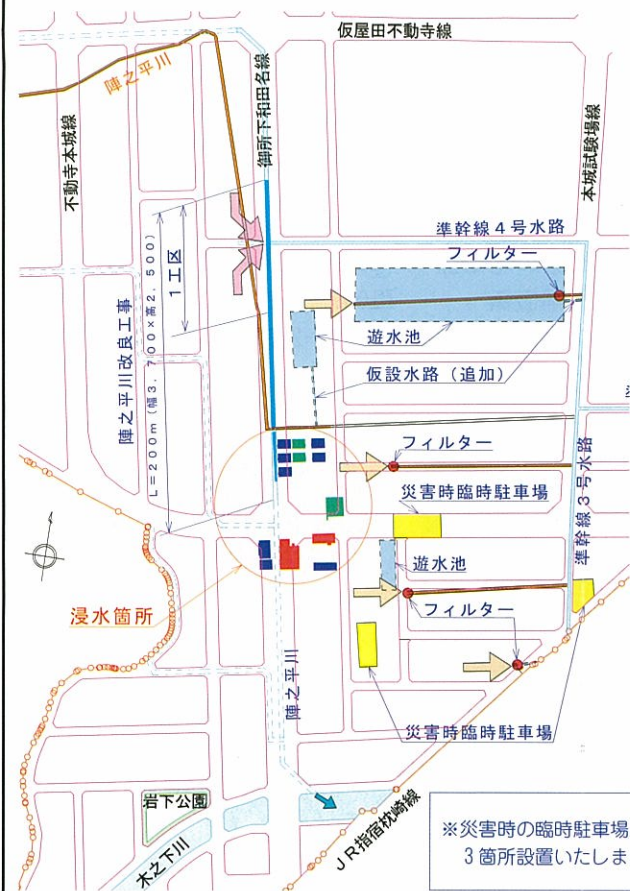 仮屋田不動寺線
陣之平川
御所下和田名線
不動寺本城線
本城試験場線
準幹線4号水路
フィルター
1工区
陣之平川改良工事
L=200m(幅3,700×高2,500)
遊水池
仮設水路(追加)
フィルター
準幹線3号水路
災害時臨時駐車場
遊水池
浸水箇所
フィルター
陣之平川
災害時臨時駐車場
岩下公園
木之下川
JR指宿枕崎線
※災害時の臨時駐車場
3箇所設置いたしま